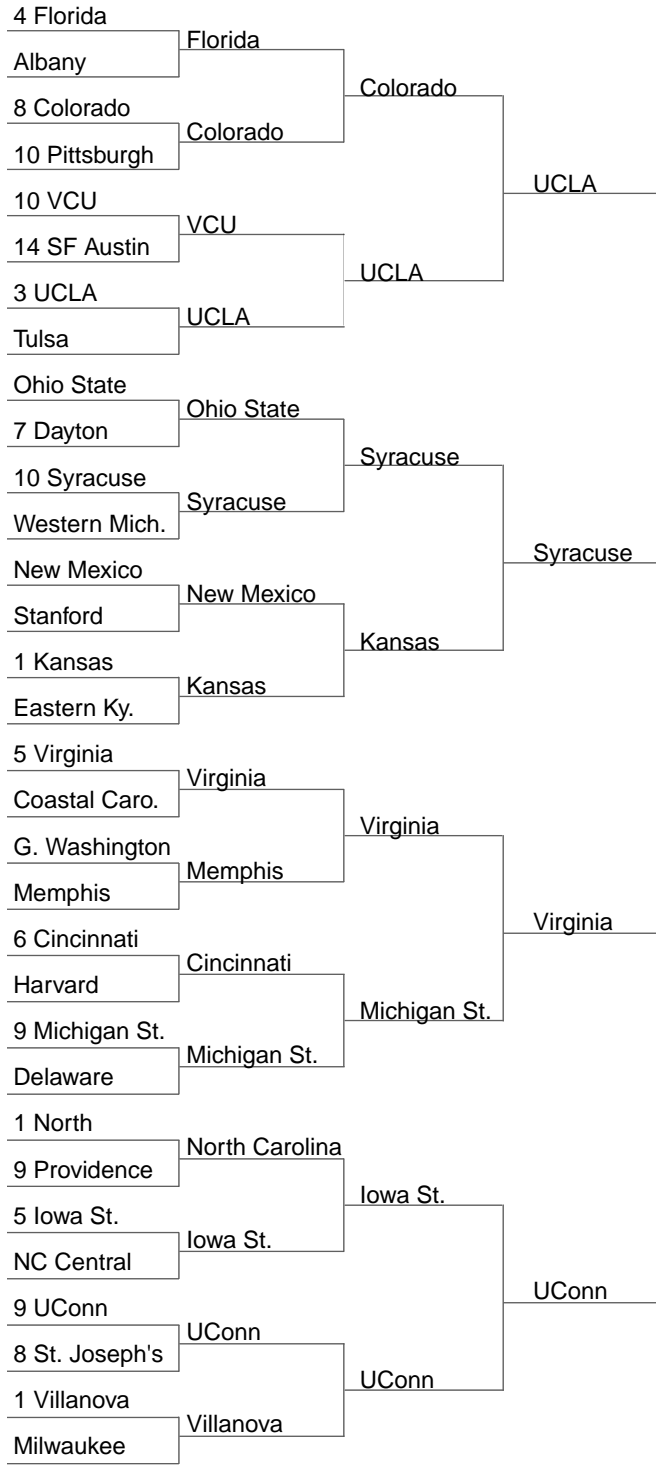 4 Florida
Albany
8 Colorado
10 Pittsburgh
10 VCU
14 SF Austin
3 UCLA
Tulsa
Ohio State
7 Dayton
10 Syracuse
Western Mich.
New Mexico
Stanford
1 Kansas
Eastern Ky.
5 Virginia
Coastal Caro.
G. Washington
Memphis
6 Cincinnati
Harvard
9 Michigan St.
Delaware
1 North
9 Providence
5 Iowa St.
NC Central
9 UConn
8 St. Joseph's
1 Villanova
Milwaukee
Florida
Colorado
VCU
UCLA
Ohio State
Syracuse
New Mexico
Kansas
Virginia
Memphis
Cincinnati
Michigan St.
North Carolina
Iowa St.
UConn
Villanova
Colorado
UCLA
Syracuse
Kansas
Virginia
Michigan St.
Iowa St.
UConn
UCLA
Syracuse
Virginia
UConn